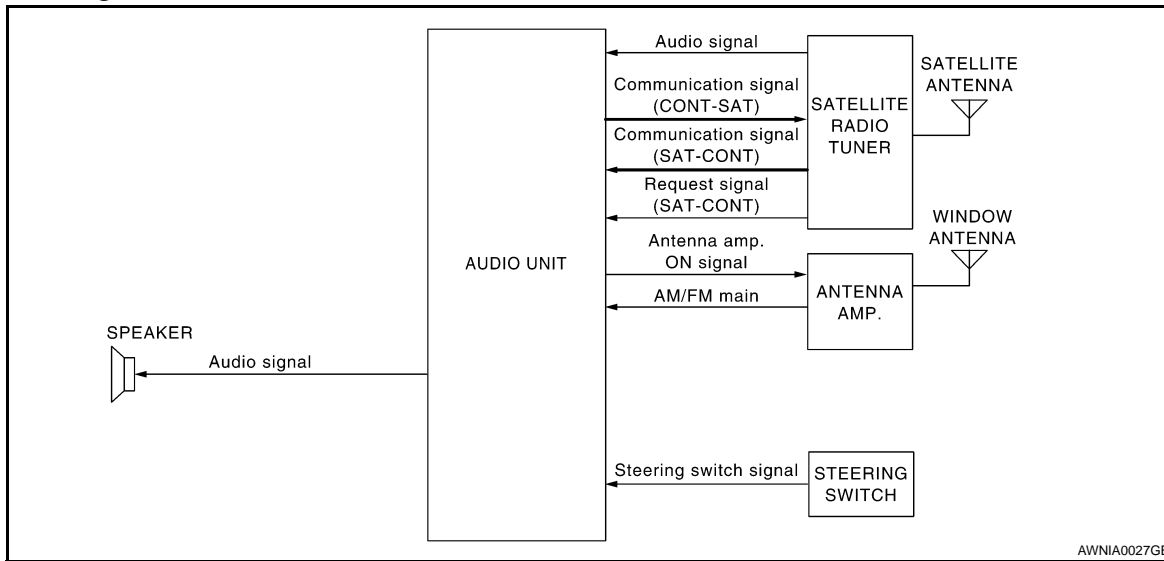 Audio signal
SATELLITE
ANTENNA
Communication signal
(CONT-SAT)
SATELLITE
RADIO
TUNER
Communication signal
(SAT-CONT)
Request signal
(SAT-CONT)
WINDOW
ANTENNA
Antenna amp.
ON signal
AUDIO UNIT
ANTENNA
AMP.
AM/FM main
SPEAKER
Audio signal
Steering switch signal
STEERING
SWITCH